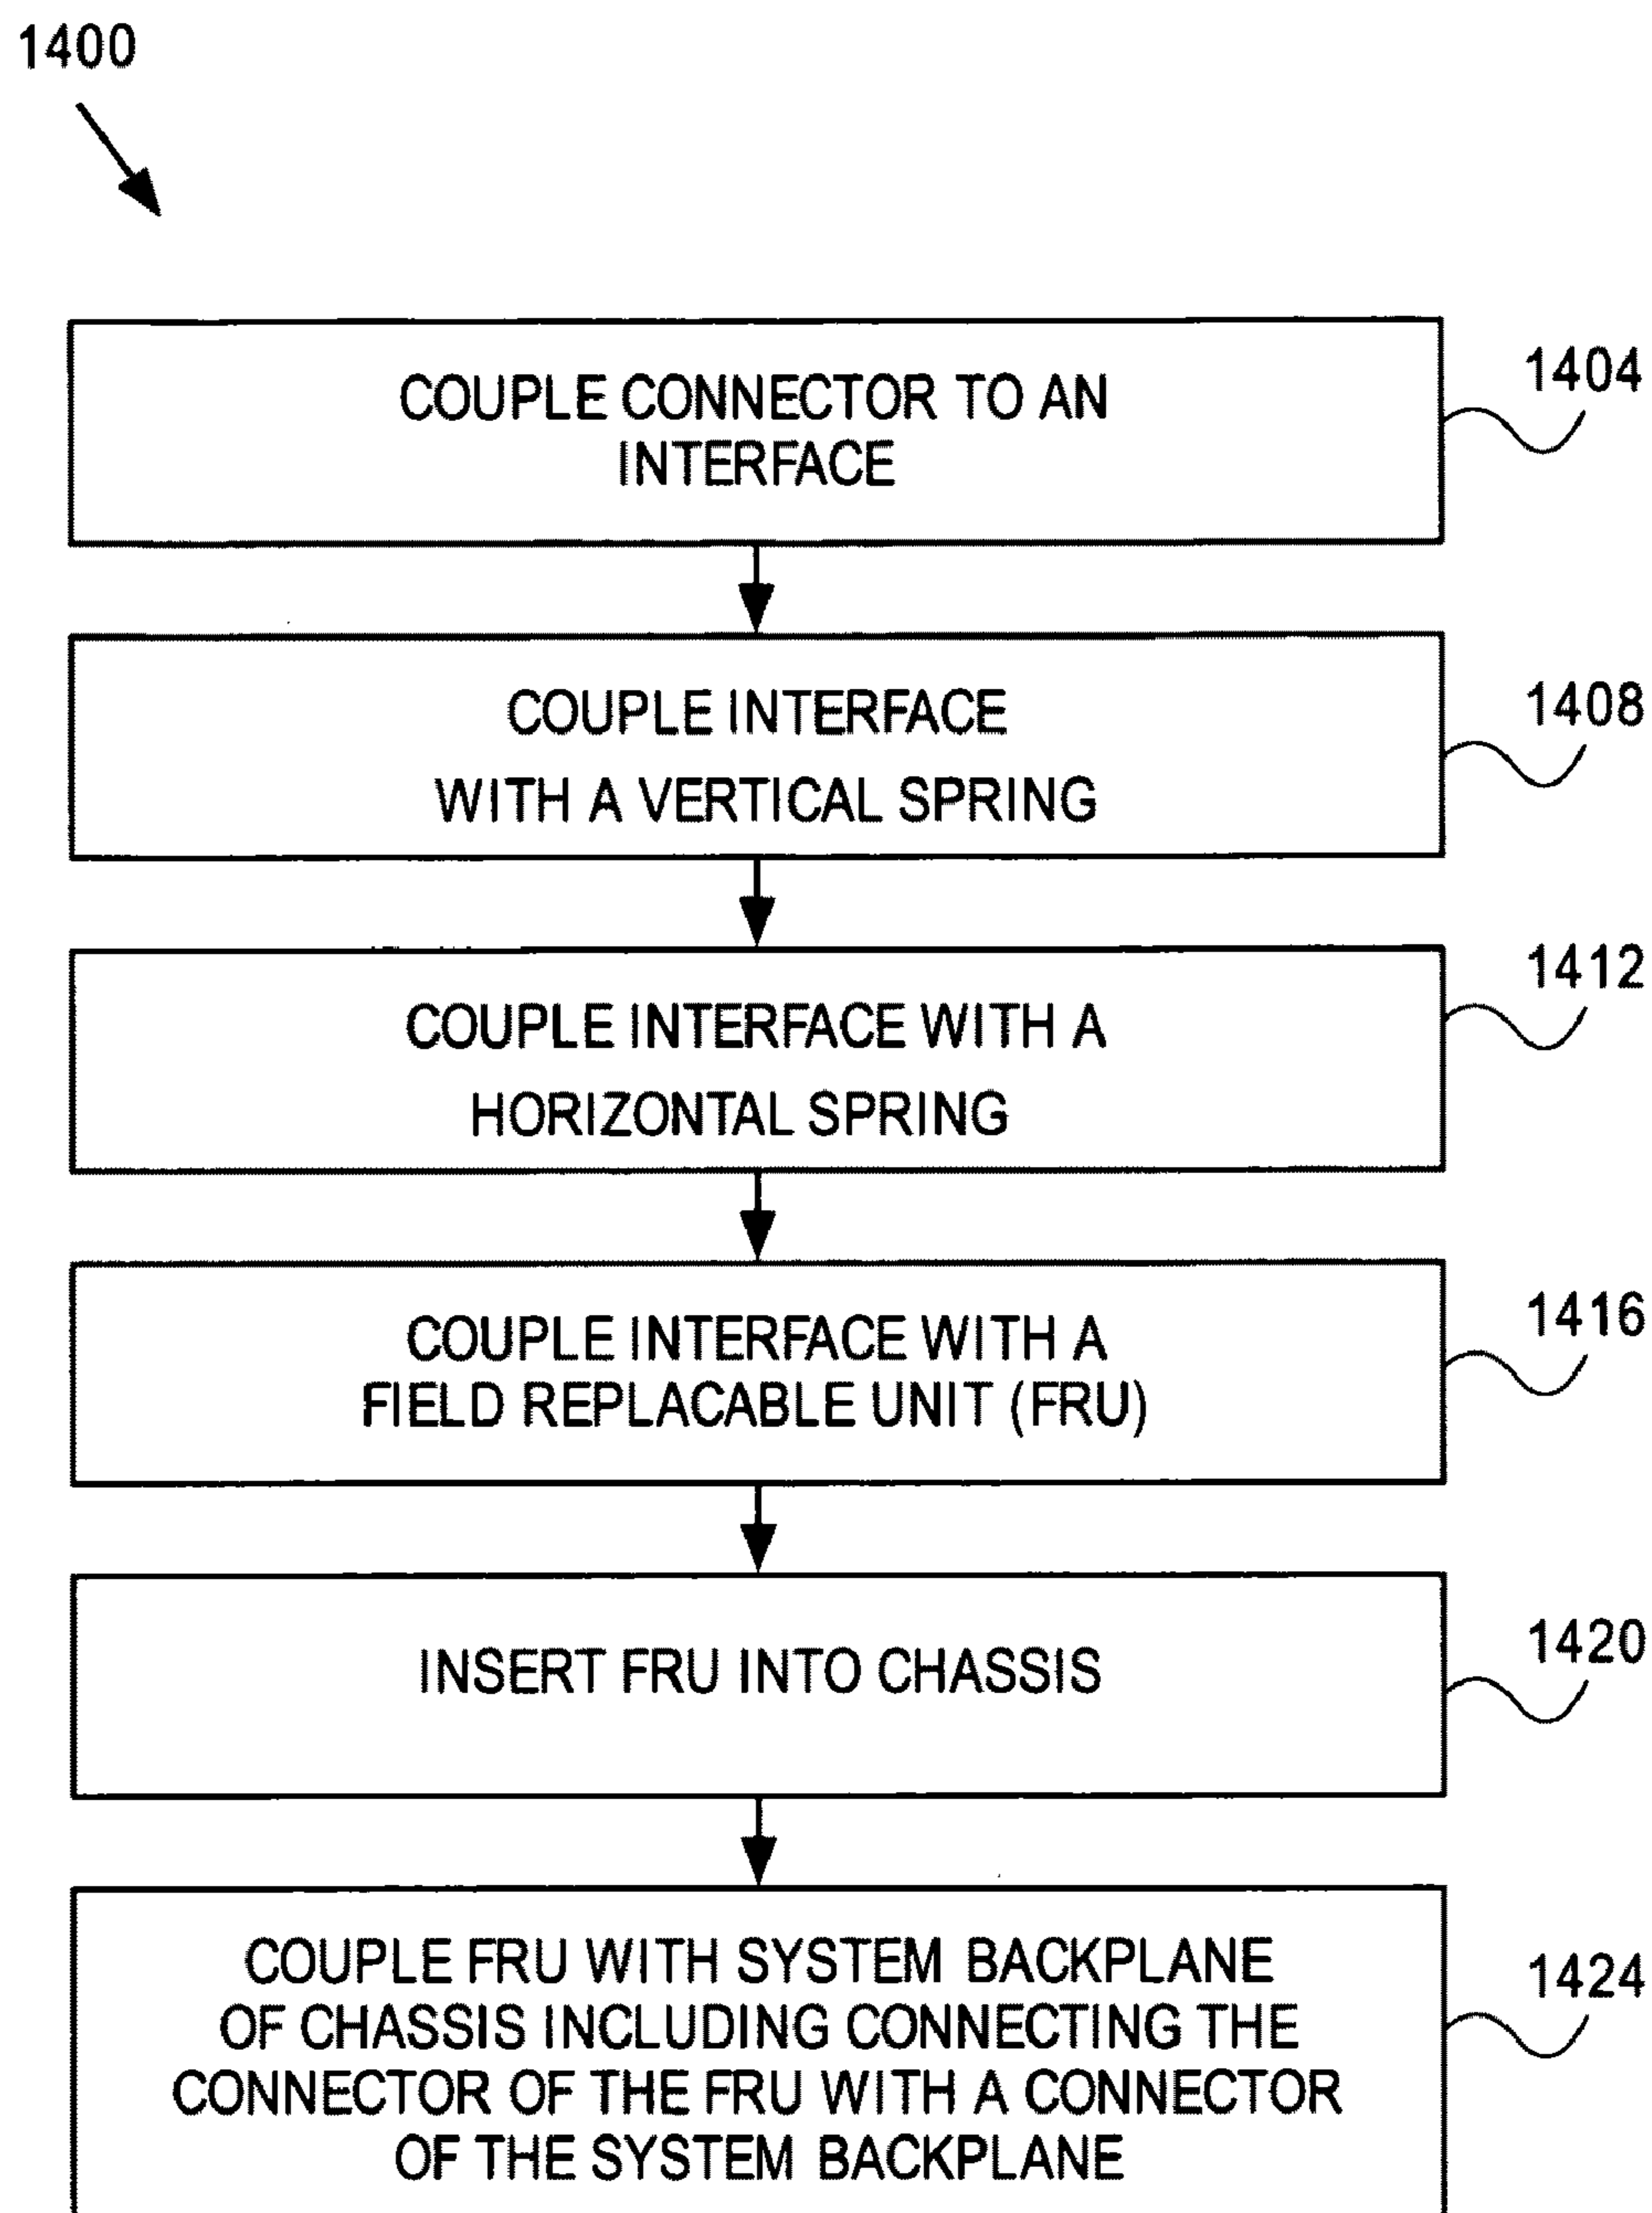 1400
COUPLE CONNECTOR TO AN
INTERFACE
1404
COUPLE INTERFACE
WITH A VERTICAL SPRING
1408
COUPLE INTERFACE WITH A
HORIZONTAL SPRING
1412
COUPLE INTERFACE WITH A
FIELD REPLACABLE UNIT (FRU)
1416
INSERT FRU INTO CHASSIS
1420
COUPLE FRU WITH SYSTEM BACKPLANE
OF CHASSIS INCLUDING CONNECTING THE
CONNECTOR OF THE FRU WITH A CONNECTOR
OF THE SYSTEM BACKPLANE
1424